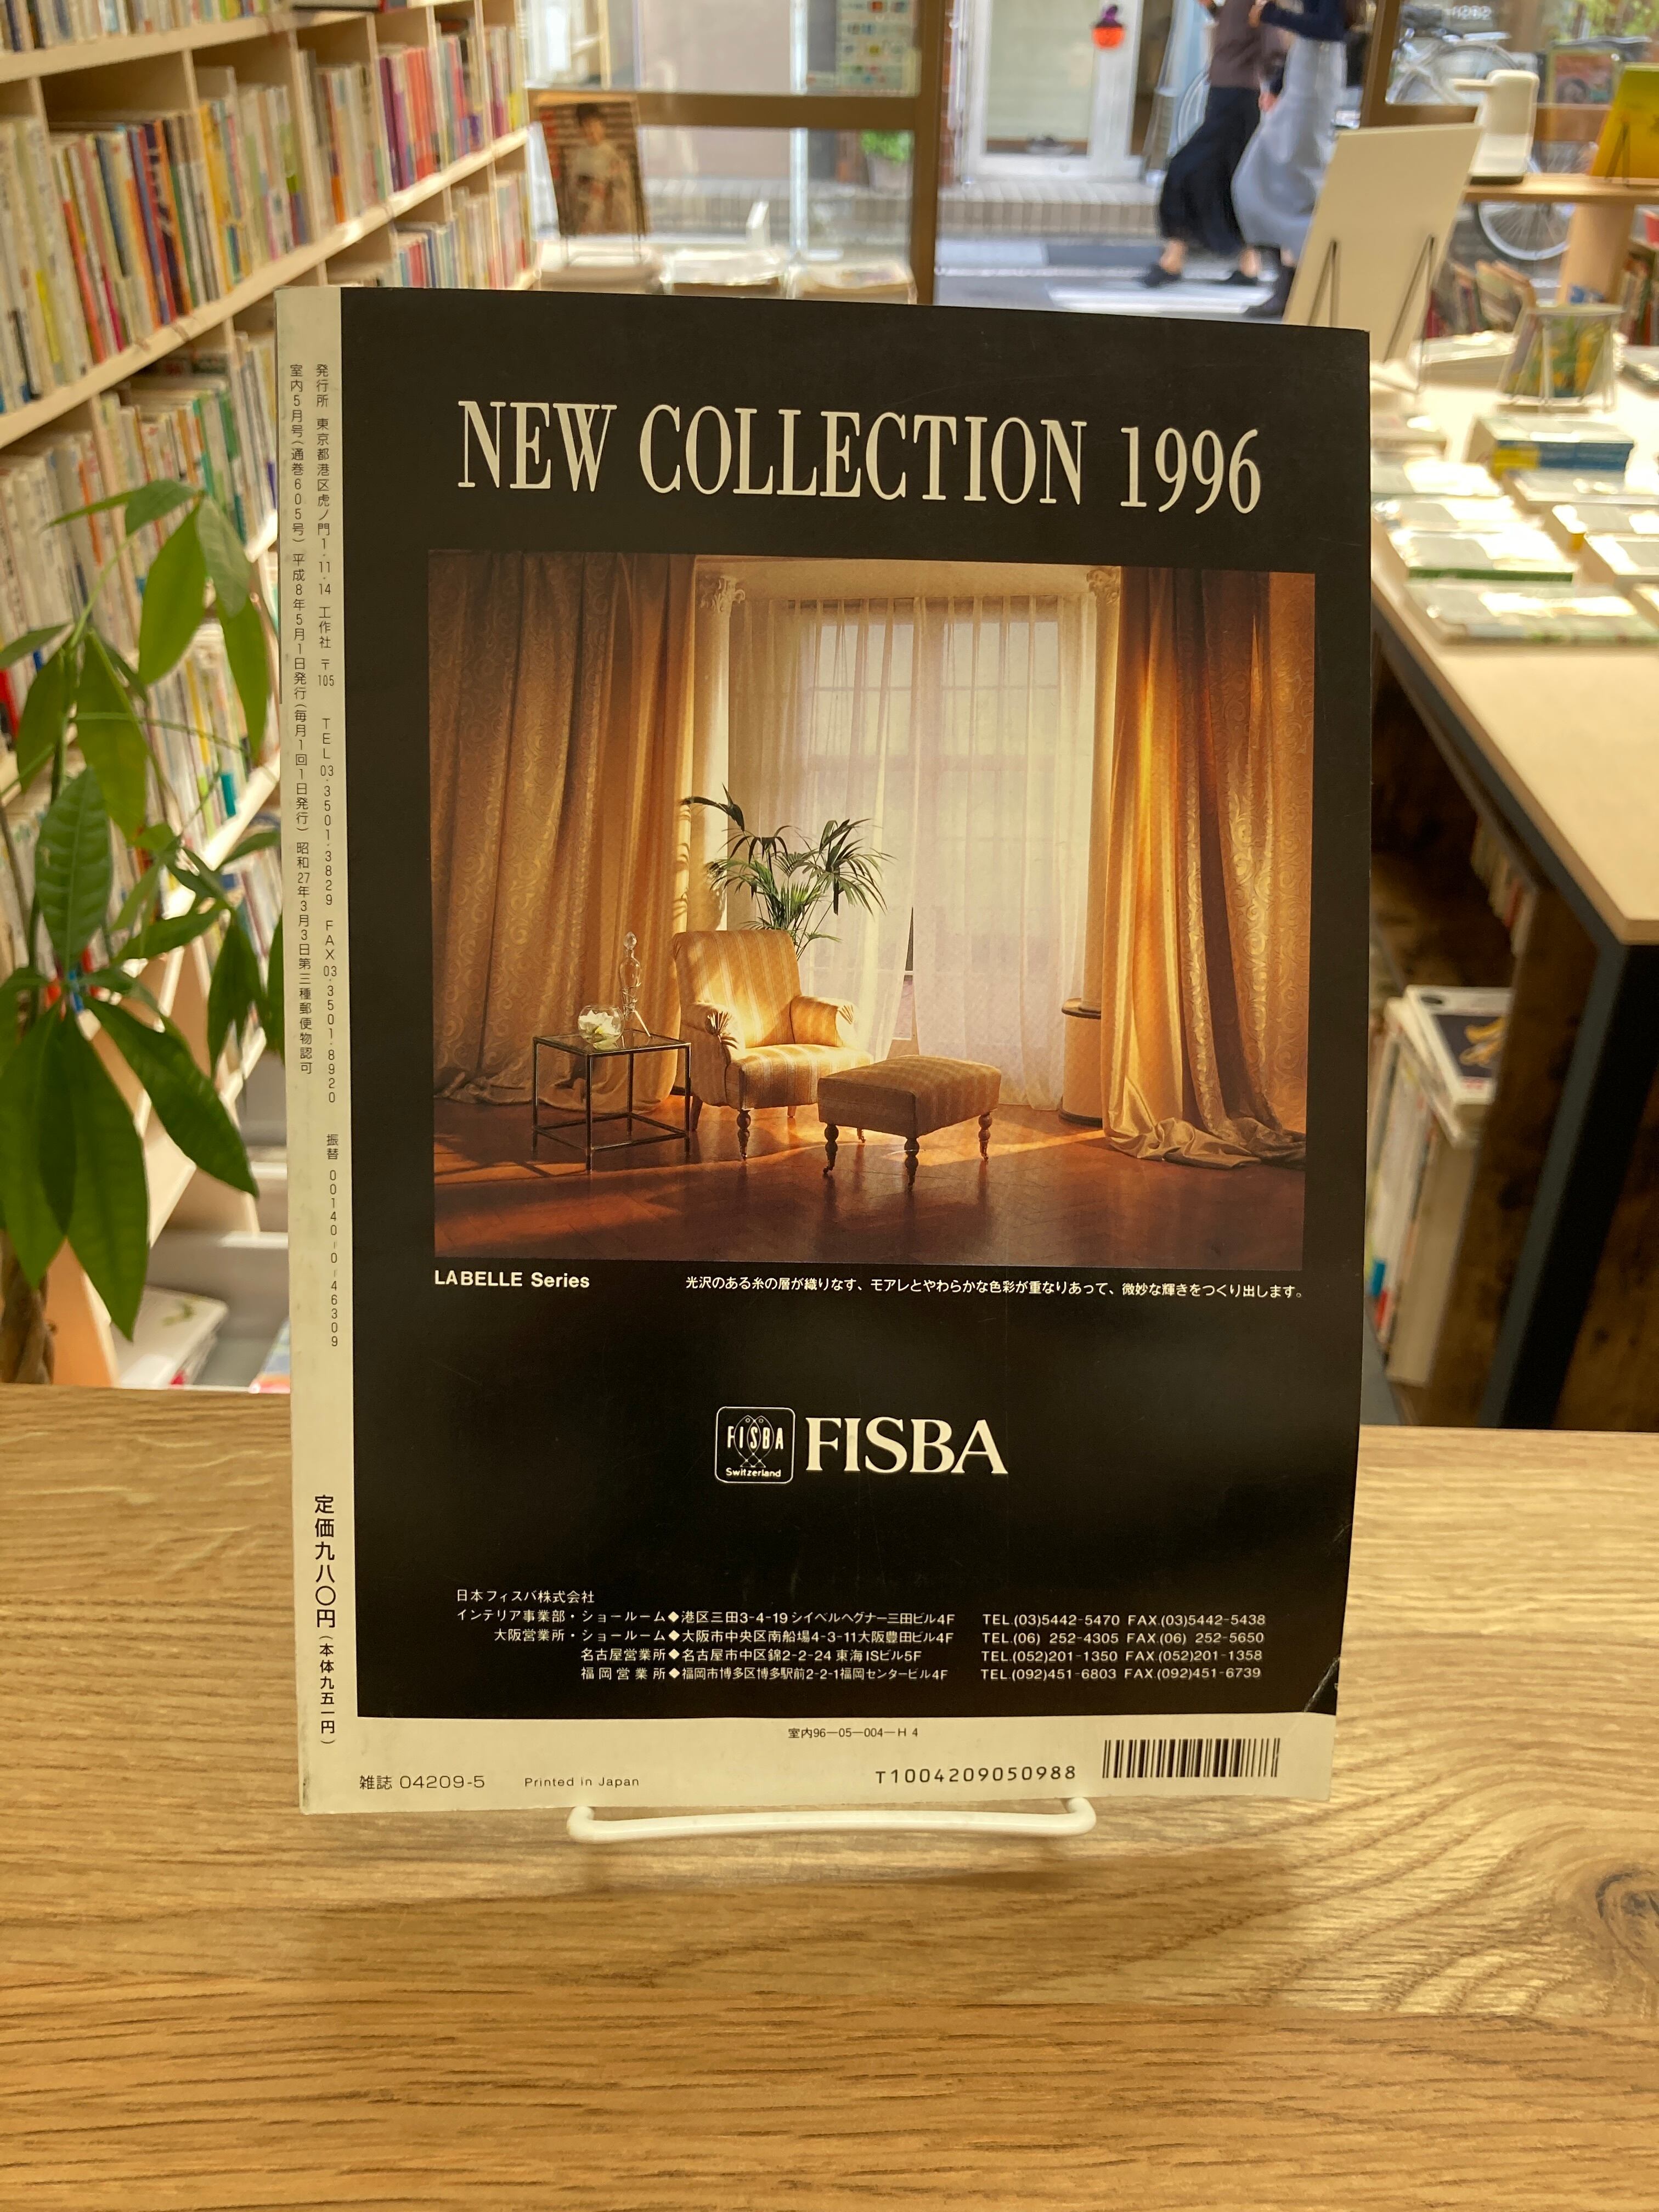 発行所 東京都港区虎ノ門1-11-14 工作社 〒105 TEL 03-3501-3829 FAX 03-3501-8920 振替 00140-0-46309
室内5月号(通巻605号) 平成8年5月1日発行(毎月1回1日発行) 昭和27年3月3日第三種郵便物認可
定価九八〇円(本体九五一円)
NEW COLLECTION 1996
LABELLE Series
光沢のある糸の層が織りなす、モアレとやわらかな色彩が重なりあって、微妙な輝きをつくり出します。
FISBA
Switzerland
FISBA
日本フィスバ株式会社
インテリア事業部・ショールーム◆港区三田3-4-19 シイベルヘグナー三田ビル4F TEL.(03)5442-5470 FAX.(03)5442-5438
大阪営業所・ショールーム◆大阪市中央区南船場4-3-11大阪豊田ビル4F TEL.(06) 252-4305 FAX.(06) 252-5650
名古屋営業所◆名古屋市中区錦2-2-24 東海ISビル5F TEL.(052)201-1350 FAX.(052)201-1358
福岡営業所◆福岡市博多区博多駅前2-2-1福岡センタービル4F TEL.(092)451-6803 FAX.(092)451-6739
室内96—05—004—H 4
雑誌 04209-5
Printed in Japan
T1004209050988